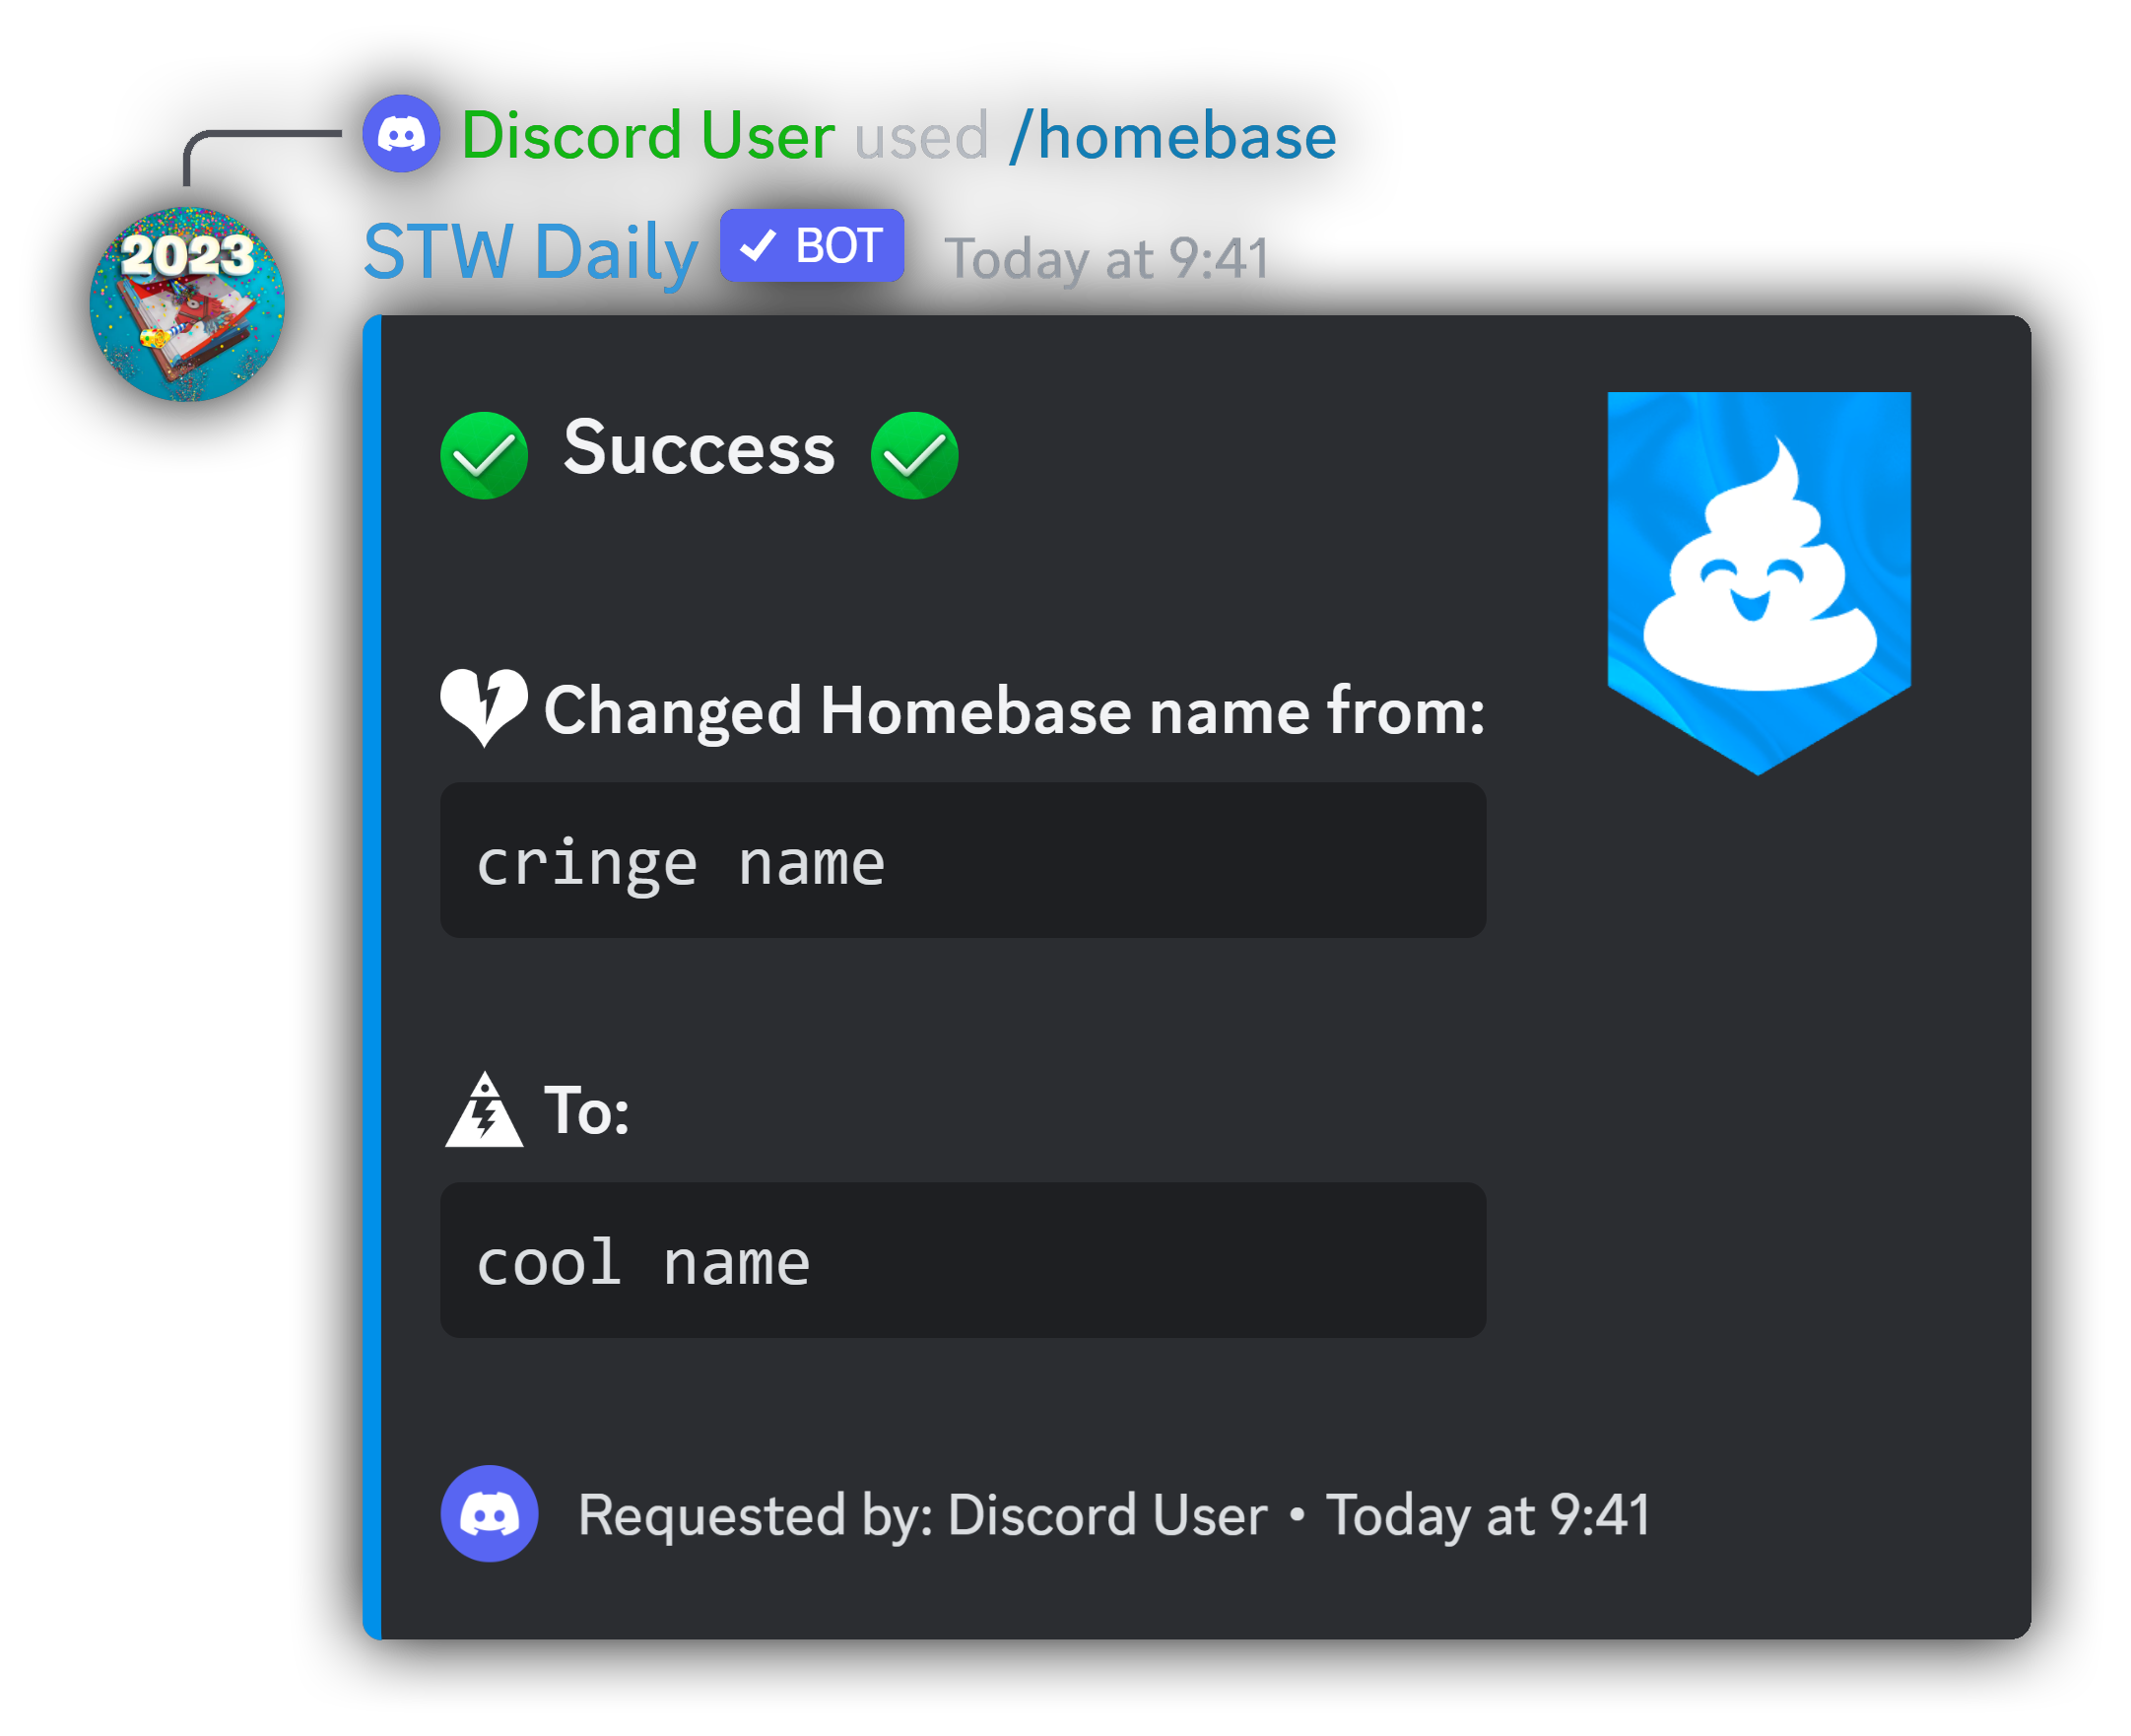 Discord User used /homebase
STW Daily BOT Today at 9:41
2023
Success
Changed Homebase name from:
cringe name
To:
cool name
Requested by: Discord User • Today at 9:41